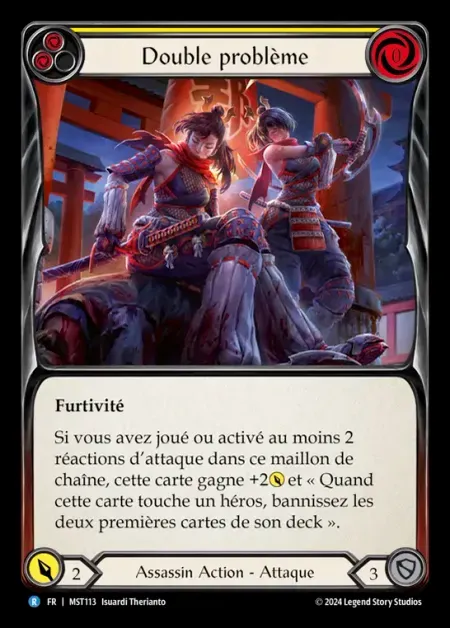 Double problème
0
Furtivité
Si vous avez joué ou activé au moins 2
réactions d'attaque dans ce maillon de
chaîne, cette carte gagne +2 et « Quand
cette carte touche un héros, bannissez les
deux premières cartes de son deck ».
2
Assassin Action - Attaque
3
R FR | MST113 Isuardi Therianto
© 2024 Legend Story Studios